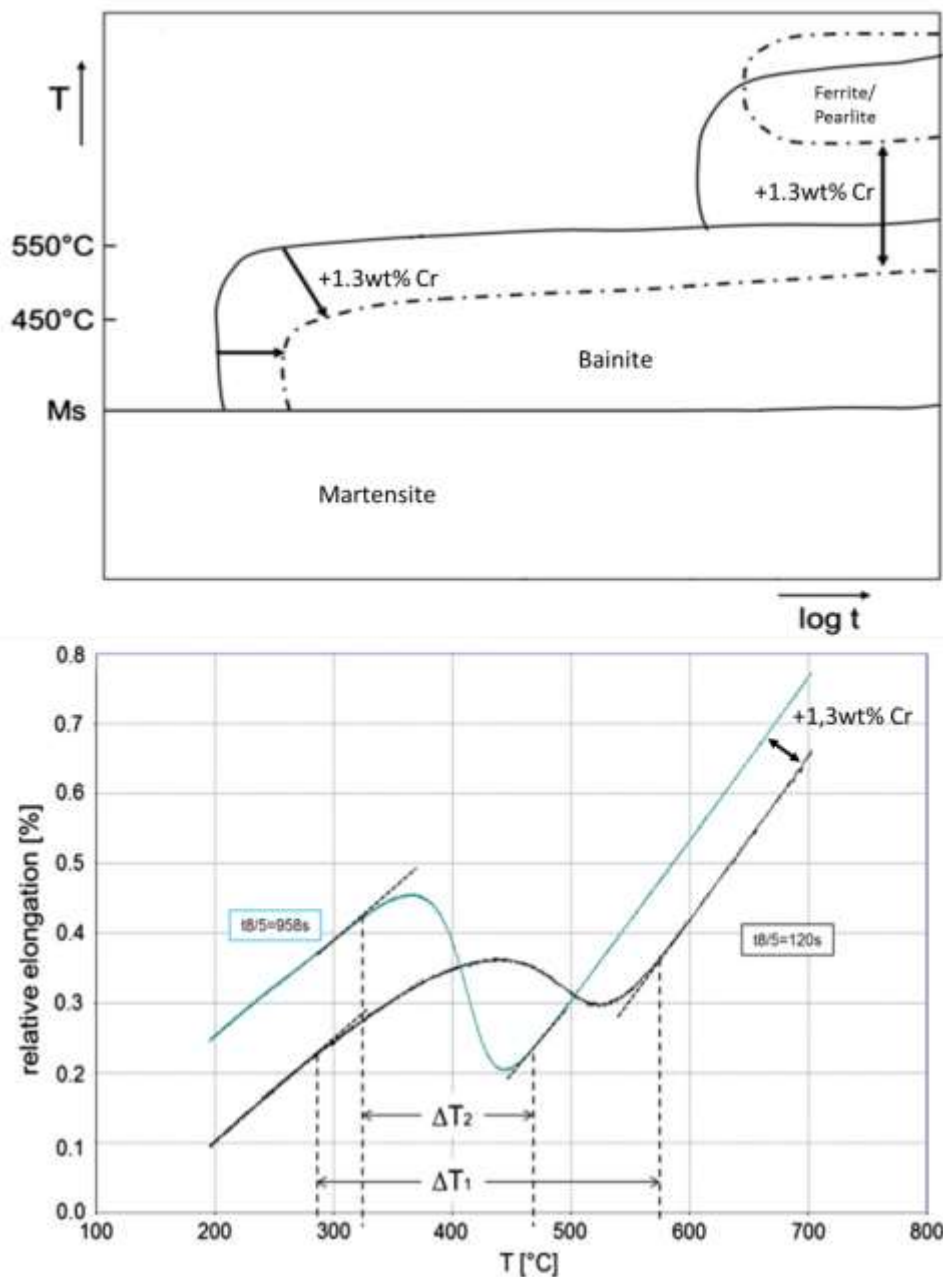 T
Ferrite/
Pearlite
+1.3wt% Cr
550°C
+1.3wt% Cr
450°C
Bainite
Ms
Martensite
log t
0.8
+1,3wt% Cr
0.7
0.6
0.5
t8/5=958s
t8/5=120s
0.4
0.3
0.2
ΔT2
0.1
ΔT1
0.0
relative elongation [%]
100 200 300 400 500 600 700 800
T [°C]